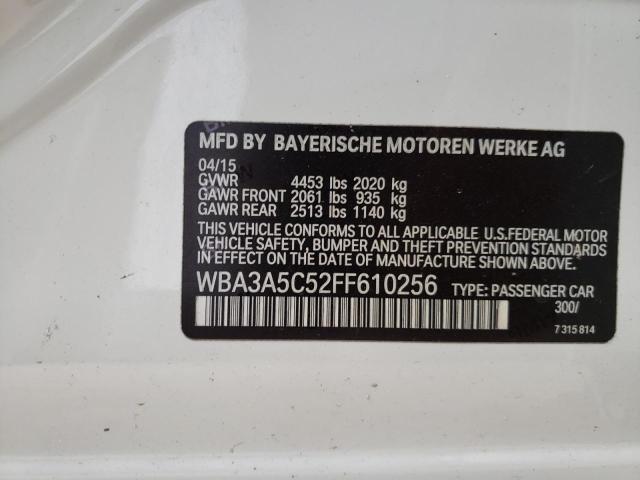 MFD BY BAYERISCHE MOTOREN WERKE AG
04/15
GVWR 4453 lbs 2020 kg
GAWR FRONT 2061 lbs 935 kg
GAWR REAR 2513 lbs 1140 kg
THIS VEHICLE CONFORMS TO ALL APPLICABLE U.S.FEDERAL MOTOR
VEHICLE SAFETY, BUMPER AND THEFT PREVENTION STANDARDS
IN EFFECT ON THE DATE OF MANUFACTURE SHOWN ABOVE.
WBA3A5C52FF610256 TYPE: PASSENGER CAR
300/
7 315 814